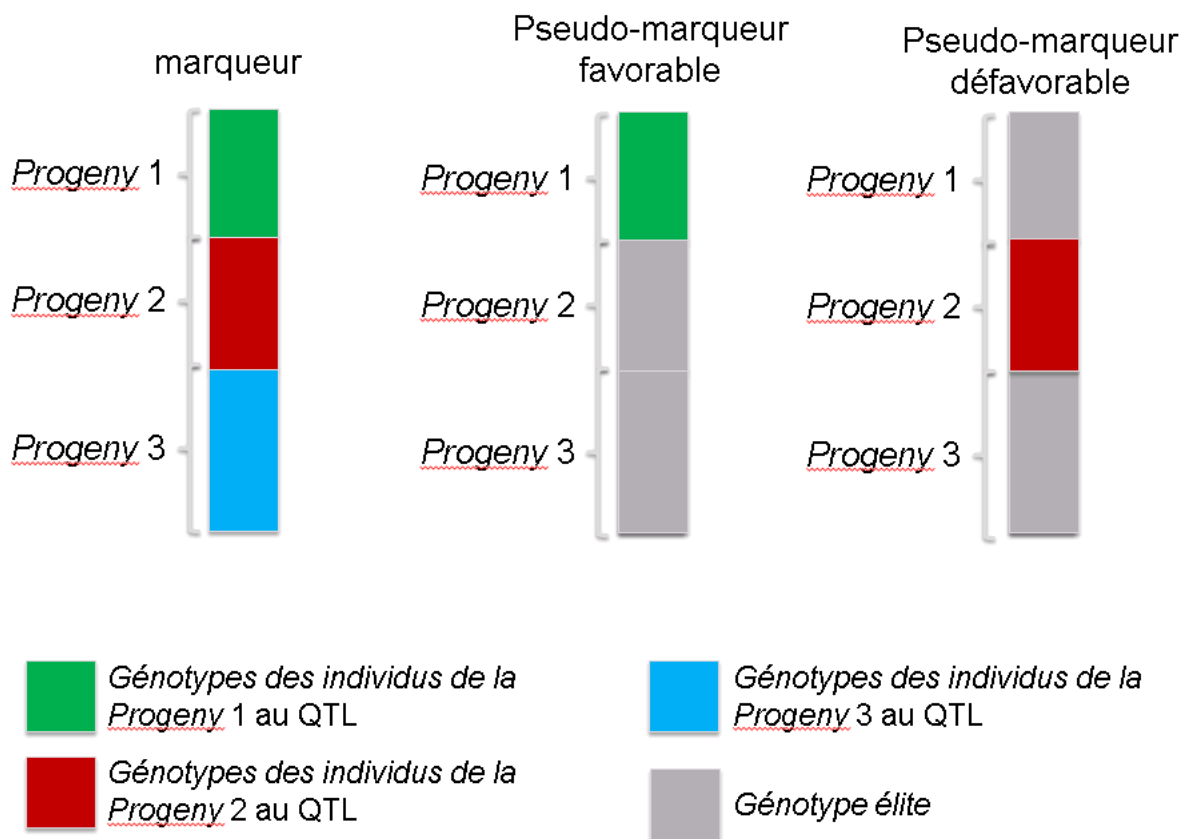 marqueur
Progeny 1
Progeny 2
Progeny 3
Pseudo-marqueur
favorable
Progeny 1
Progeny 2
Progeny 3
Pseudo-marqueur
défavorable
Progeny 1
Progeny 2
Progeny 3
Génotypes des individus de la
Progeny 1 au QTL
Génotypes des individus de la
Progeny 2 au QTL
Génotypes des individus de la
Progeny 3 au QTL
Génotype élite